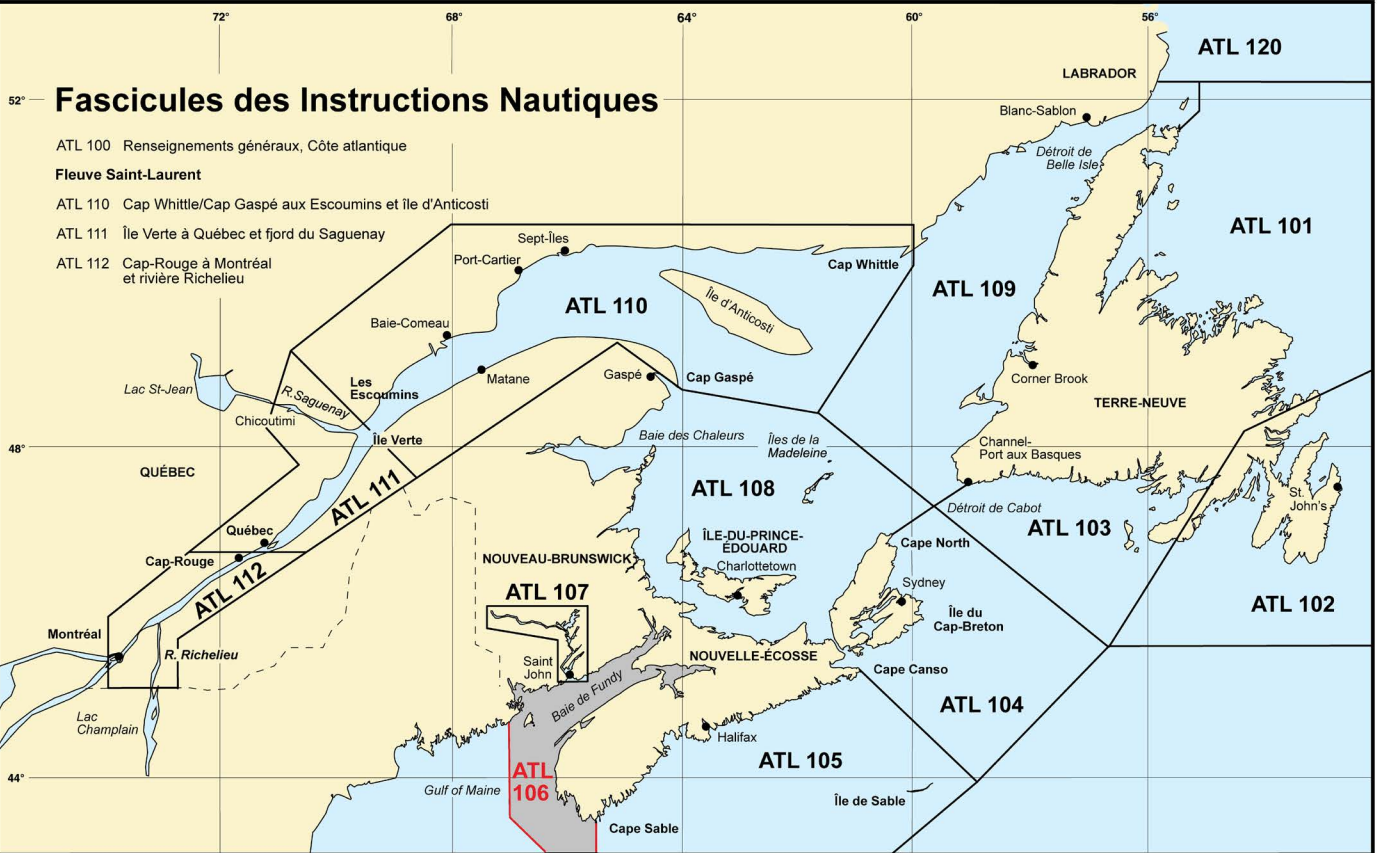 72°
68°
64°
60°
56°
ATL 120
LABRADOR
52°
Fascicules des Instructions Nautiques
Blanc-Sablon
ATL 100 Renseignements généraux, Côte atlantique
Détroit de
Belle Isle
Fleuve Saint-Laurent
ATL 110 Cap Whittle/Cap Gaspé aux Escoumins et île d'Anticosti
ATL 101
ATL 111 Île Verte à Québec et fjord du Saguenay
Sept-Îles
Port-Cartier
Cap Whittle
ATL 112 Cap-Rouge à Montréal
et rivière Richelieu
ATL 109
ATL 110
Île d'Anticosti
Baie-Comeau
Matane
Gaspé
Cap Gaspé
Corner Brook
Lac St-Jean
R.Saguenay
Les
Escoumins
TERRE-NEUVE
Chicoutimi
Île Verte
Baie des Chaleurs
Îles de la
Madeleine
48°
Channel-
Port aux Basques
QUÉBEC
ATL 111
ATL 108
St.
John's
Détroit de Cabot
ATL 103
Québec
Cap-Rouge
ÎLE-DU-PRINCE-
ÉDOUARD
Charlottetown
Cape North
NOUVEAU-BRUNSWICK
ATL 112
ATL 107
Sydney
ATL 102
Île du
Cap-Breton
Montréal
R. Richelieu
NOUVELLE-ÉCOSSE
Saint
John
Cape Canso
Baie de Fundy
Lac
Champlain
ATL 104
Halifax
ATL 105
44°
ATL
106
Gulf of Maine
Île de Sable
Cape Sable